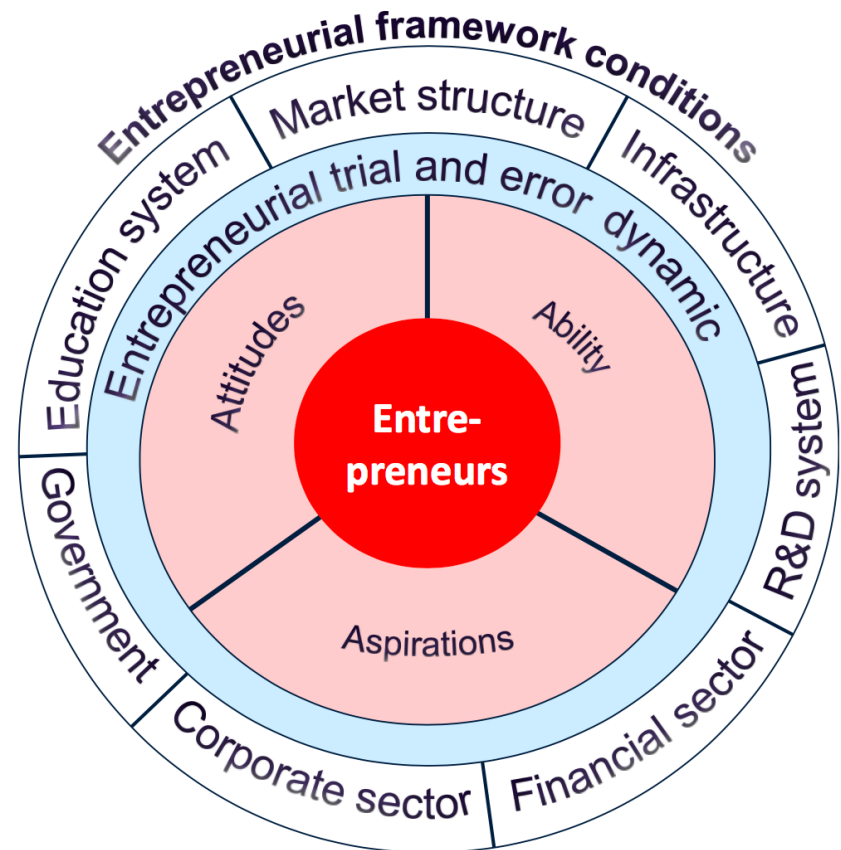 Entrepreneurial framework conditions
Market structure
Infrastructure
R&D system
Financial sector
Corporate sector
Government
Education system
Entrepreneurial trial and error dynamic
Attitudes
Ability
Aspirations
Entre-
preneurs